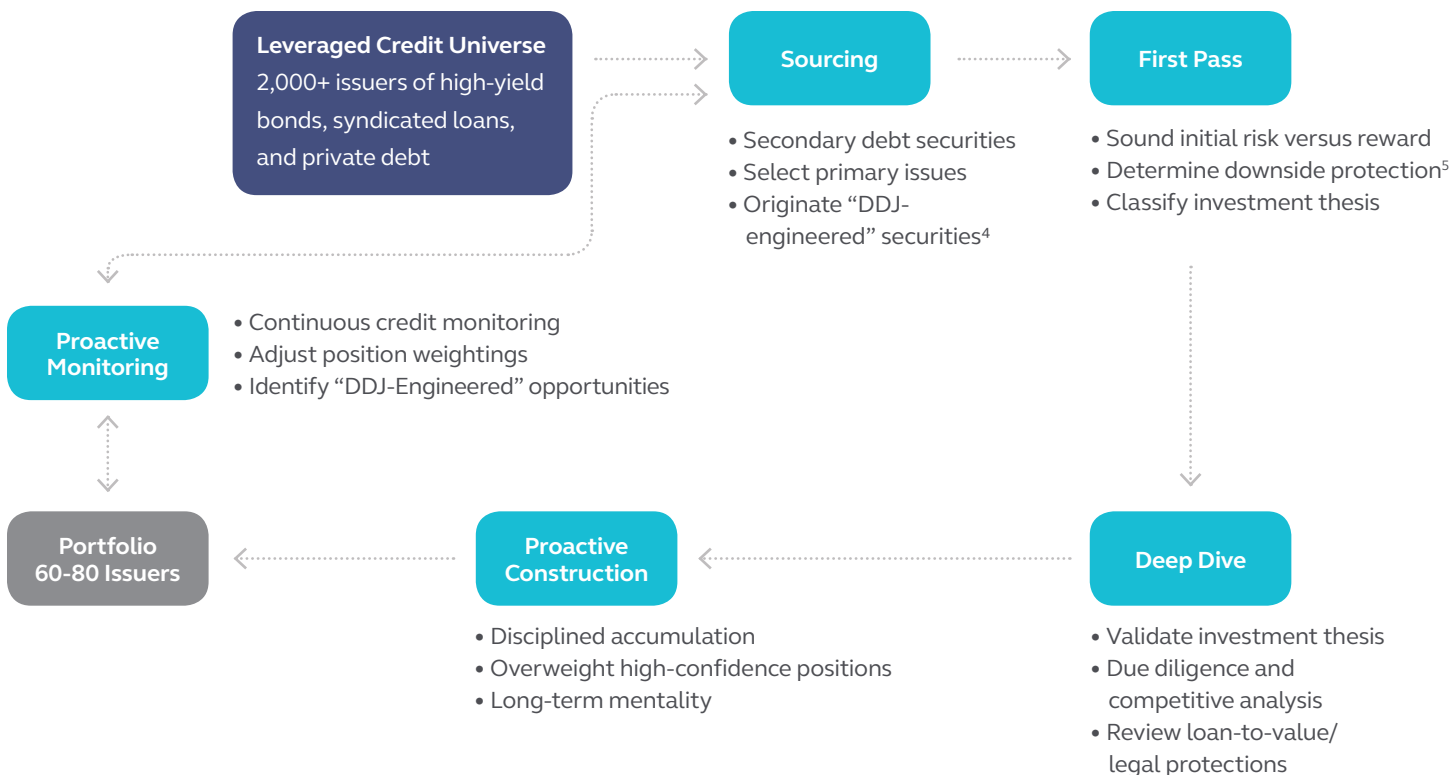 Leveraged Credit Universe
2,000+ issuers of high-yield
bonds, syndicated loans,
and private debt
Sourcing
• Secondary debt securities
• Select primary issues
• Originate “DDJ-
engineered” securities⁴
First Pass
• Sound initial risk versus reward
• Determine downside protection⁵
• Classify investment thesis
Proactive
Monitoring
• Continuous credit monitoring
• Adjust position weightings
• Identify “DDJ-Engineered” opportunities
Portfolio
60-80 Issuers
Proactive
Construction
• Disciplined accumulation
• Overweight high-confidence positions
• Long-term mentality
Deep Dive
• Validate investment thesis
• Due diligence and
competitive analysis
• Review loan-to-value/
legal protections